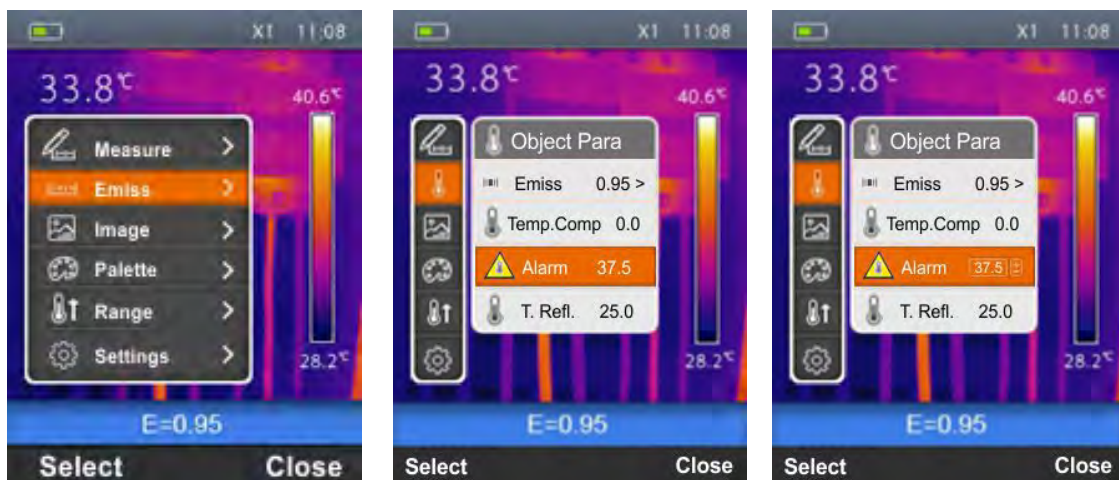 X1 11:08
33.8℃
40.6℃
Measure >
Emiss >
Image >
Palette >
Range >
Settings >
28.2℃
E=0.95
Select Close
X1 11:08
33.8℃
40.6℃
Object Para
Emiss 0.95 >
Temp.Comp 0.0
Alarm 37.5
T. Refl. 25.0
28.2℃
E=0.95
Select Close
X1 11:08
33.8℃
40.6℃
Object Para
Emiss 0.95 >
Temp.Comp 0.0
Alarm 37.5
T. Refl. 25.0
28.2℃
E=0.95
Select Close